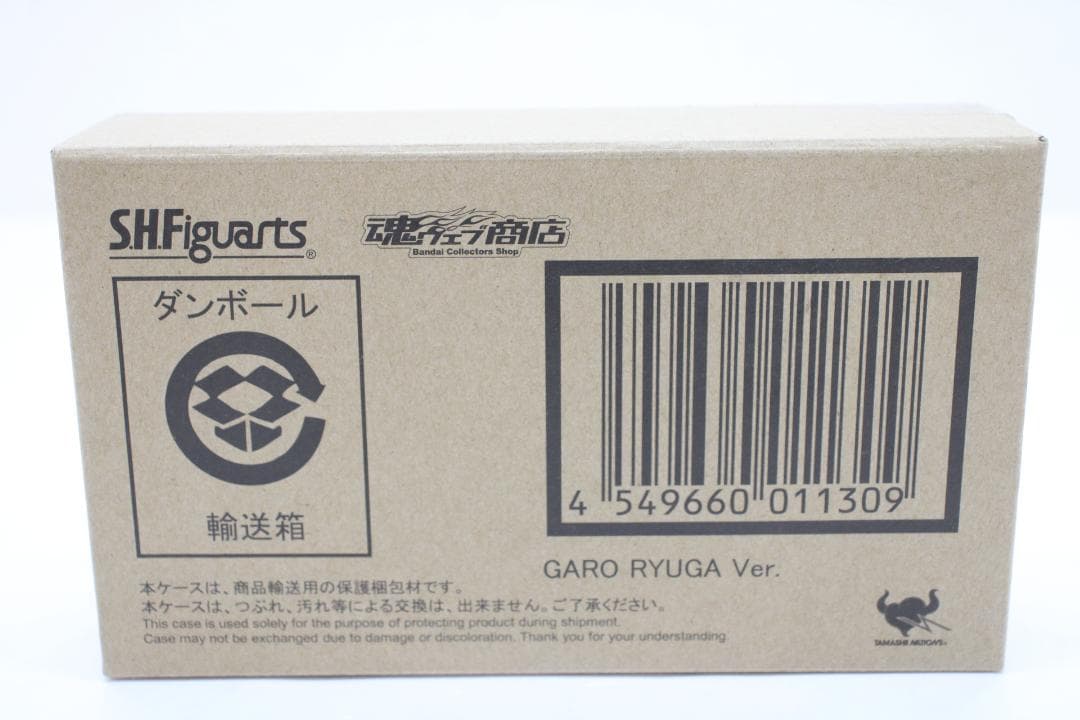 S.H.Figuarts®
魂ウェブ商店
Bandai Collectors Shop
ダンボール
輸送箱
4 549660 011309
GARO RYUGA Ver.
本ケースは、商品輸送用の保護梱包材です。
本ケースは、つぶれ、汚れ等による交換は、出来ません。ご了承ください。
This case is used solely for the purpose of protecting product during shipment.
Case may not be exchanged due to damage or discoloration. Thank you for your understanding.
TAMASHII NATIONS